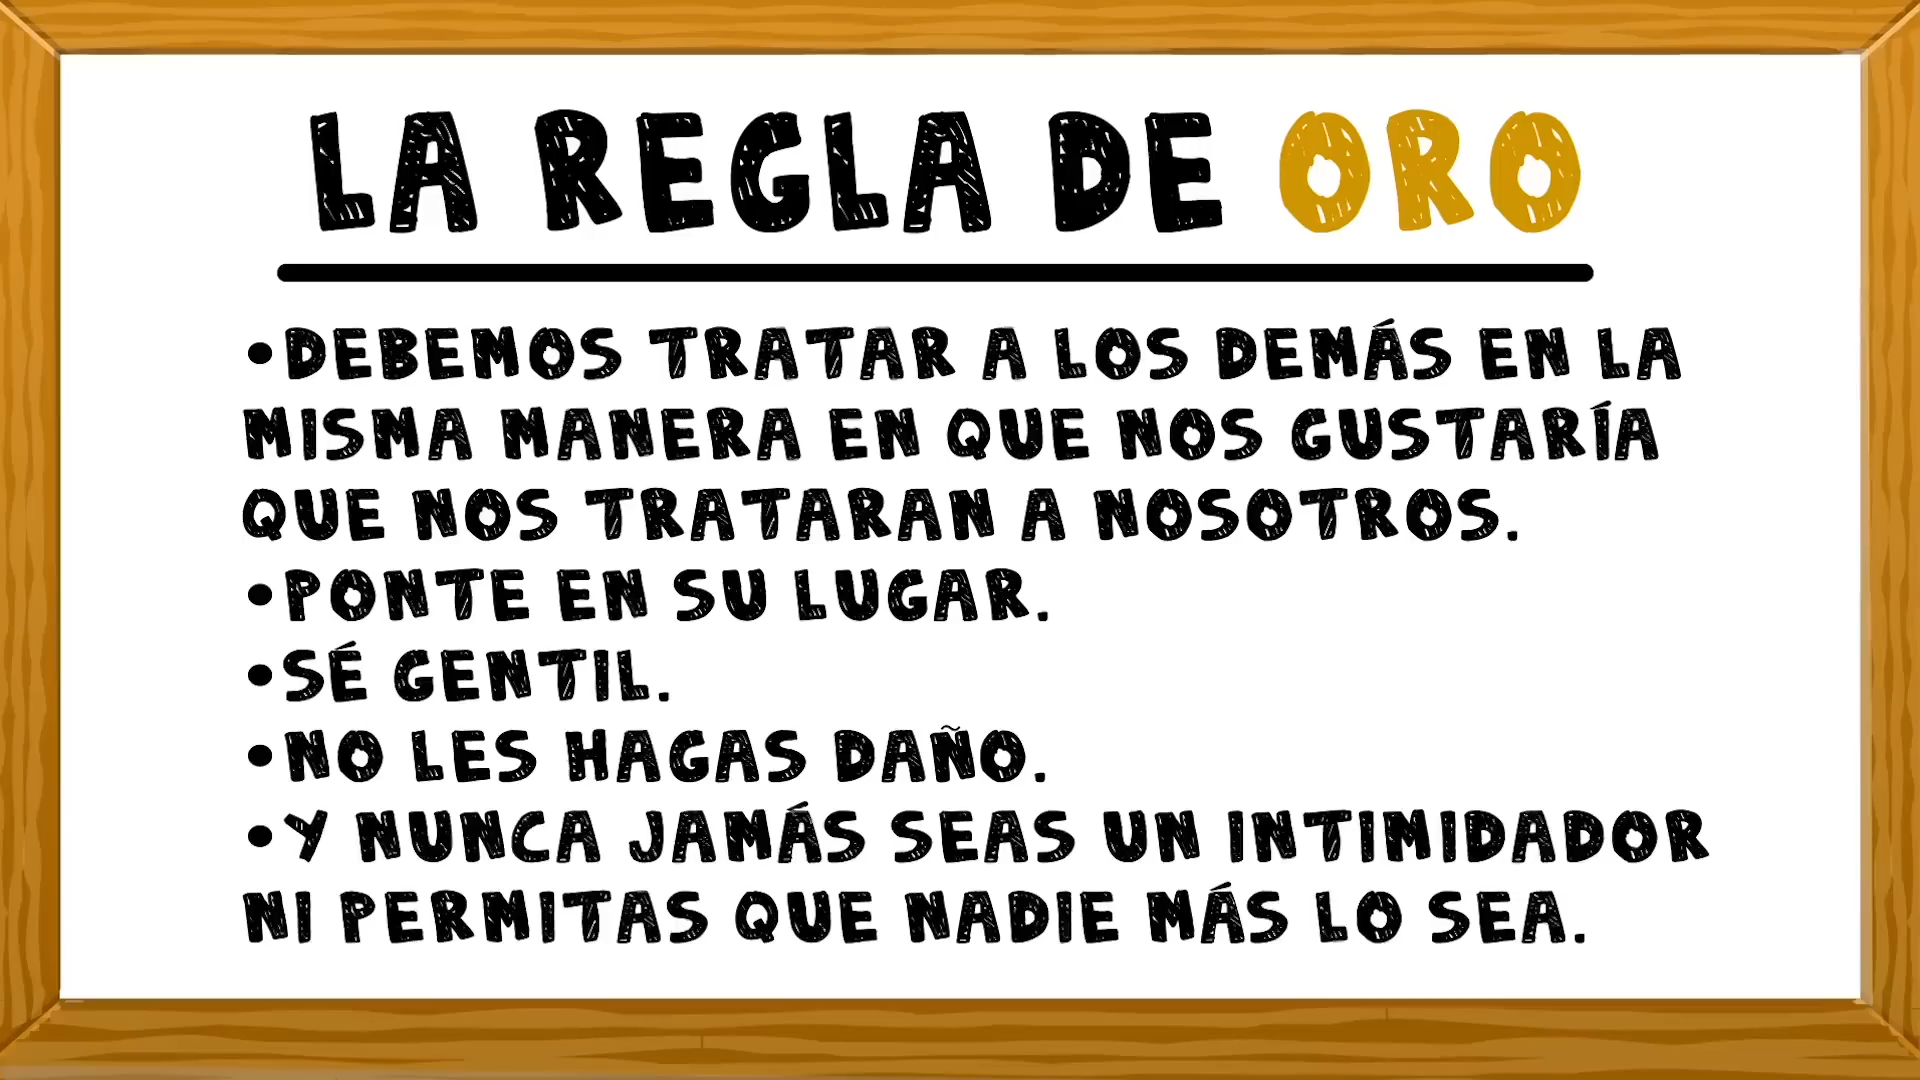 LA REGLA DE ORO
•DEBEMOS TRATAR A LOS DEMÁS EN LA
MISMA MANERA EN QUE NOS GUSTARÍA
QUE NOS TRATARAN A NOSOTROS.
•PONTE EN SU LUGAR.
•SÉ GENTIL.
•NO LES HAGAS DAÑO.
•Y NUNCA JAMÁS SEAS UN INTIMIDADOR
NI PERMITAS QUE NADIE MÁS LO SEA.